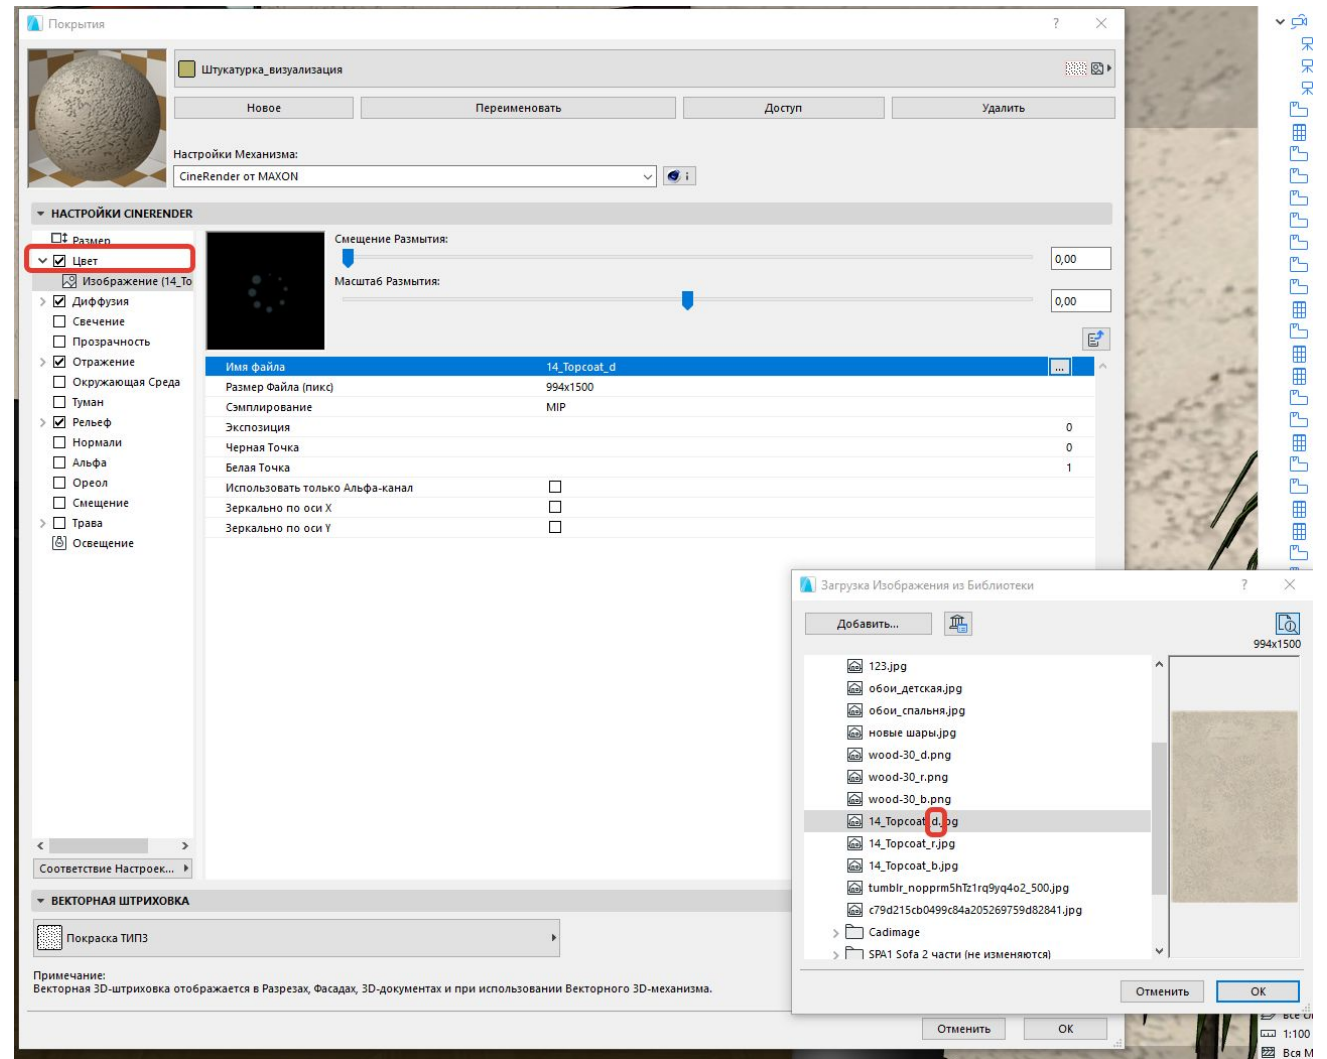 Покрытия
Штукатурка_визуализация
Новое
Переименовать
Доступ
Удалить
Настройки Механизма:
CineRender от MAXON
НАСТРОЙКИ CINERENDER
Размер
Цвет
Изображение (14_To
Диффузия
Свечение
Прозрачность
Отражение
Окружающая Среда
Туман
Рельеф
Нормали
Альфа
Ореол
Смещение
Трава
Освещение
Соответствие Настроек...
Смещение Размытия:
0,00
Масштаб Размытия:
0,00
Имя файла 14_Topcoat_d ...
Размер Файла (пикс) 994x1500
Сэмплирование MIP
Экспозиция 0
Черная Точка 0
Белая Точка 1
Использовать только Альфа-канал
Зеркально по оси X
Зеркально по оси Y
ВЕКТОРНАЯ ШТРИХОВКА
Покраска ТИП3
Примечание:
Векторная 3D-штриховка отображается в Разрезах, Фасадах, 3D-документах и при использовании Векторного 3D-механизма.
Отменить
OK
Загрузка Изображения из Библиотеки
Добавить...
994x1500
123.jpg
обои_детская.jpg
обои_спальня.jpg
новые шары.jpg
wood-30_d.png
wood-30_r.png
wood-30_b.png
14_Topcoat_d.jpg
14_Topcoat_r.jpg
14_Topcoat_b.jpg
tumblr_nopprm5hTz1rq9yq4o2_500.jpg
c79d215cb0499c84a205269759d82841.jpg
Cadimage
SPA1 Sofa 2 части (не изменяются)
Отменить
OK
1:100
Вся М